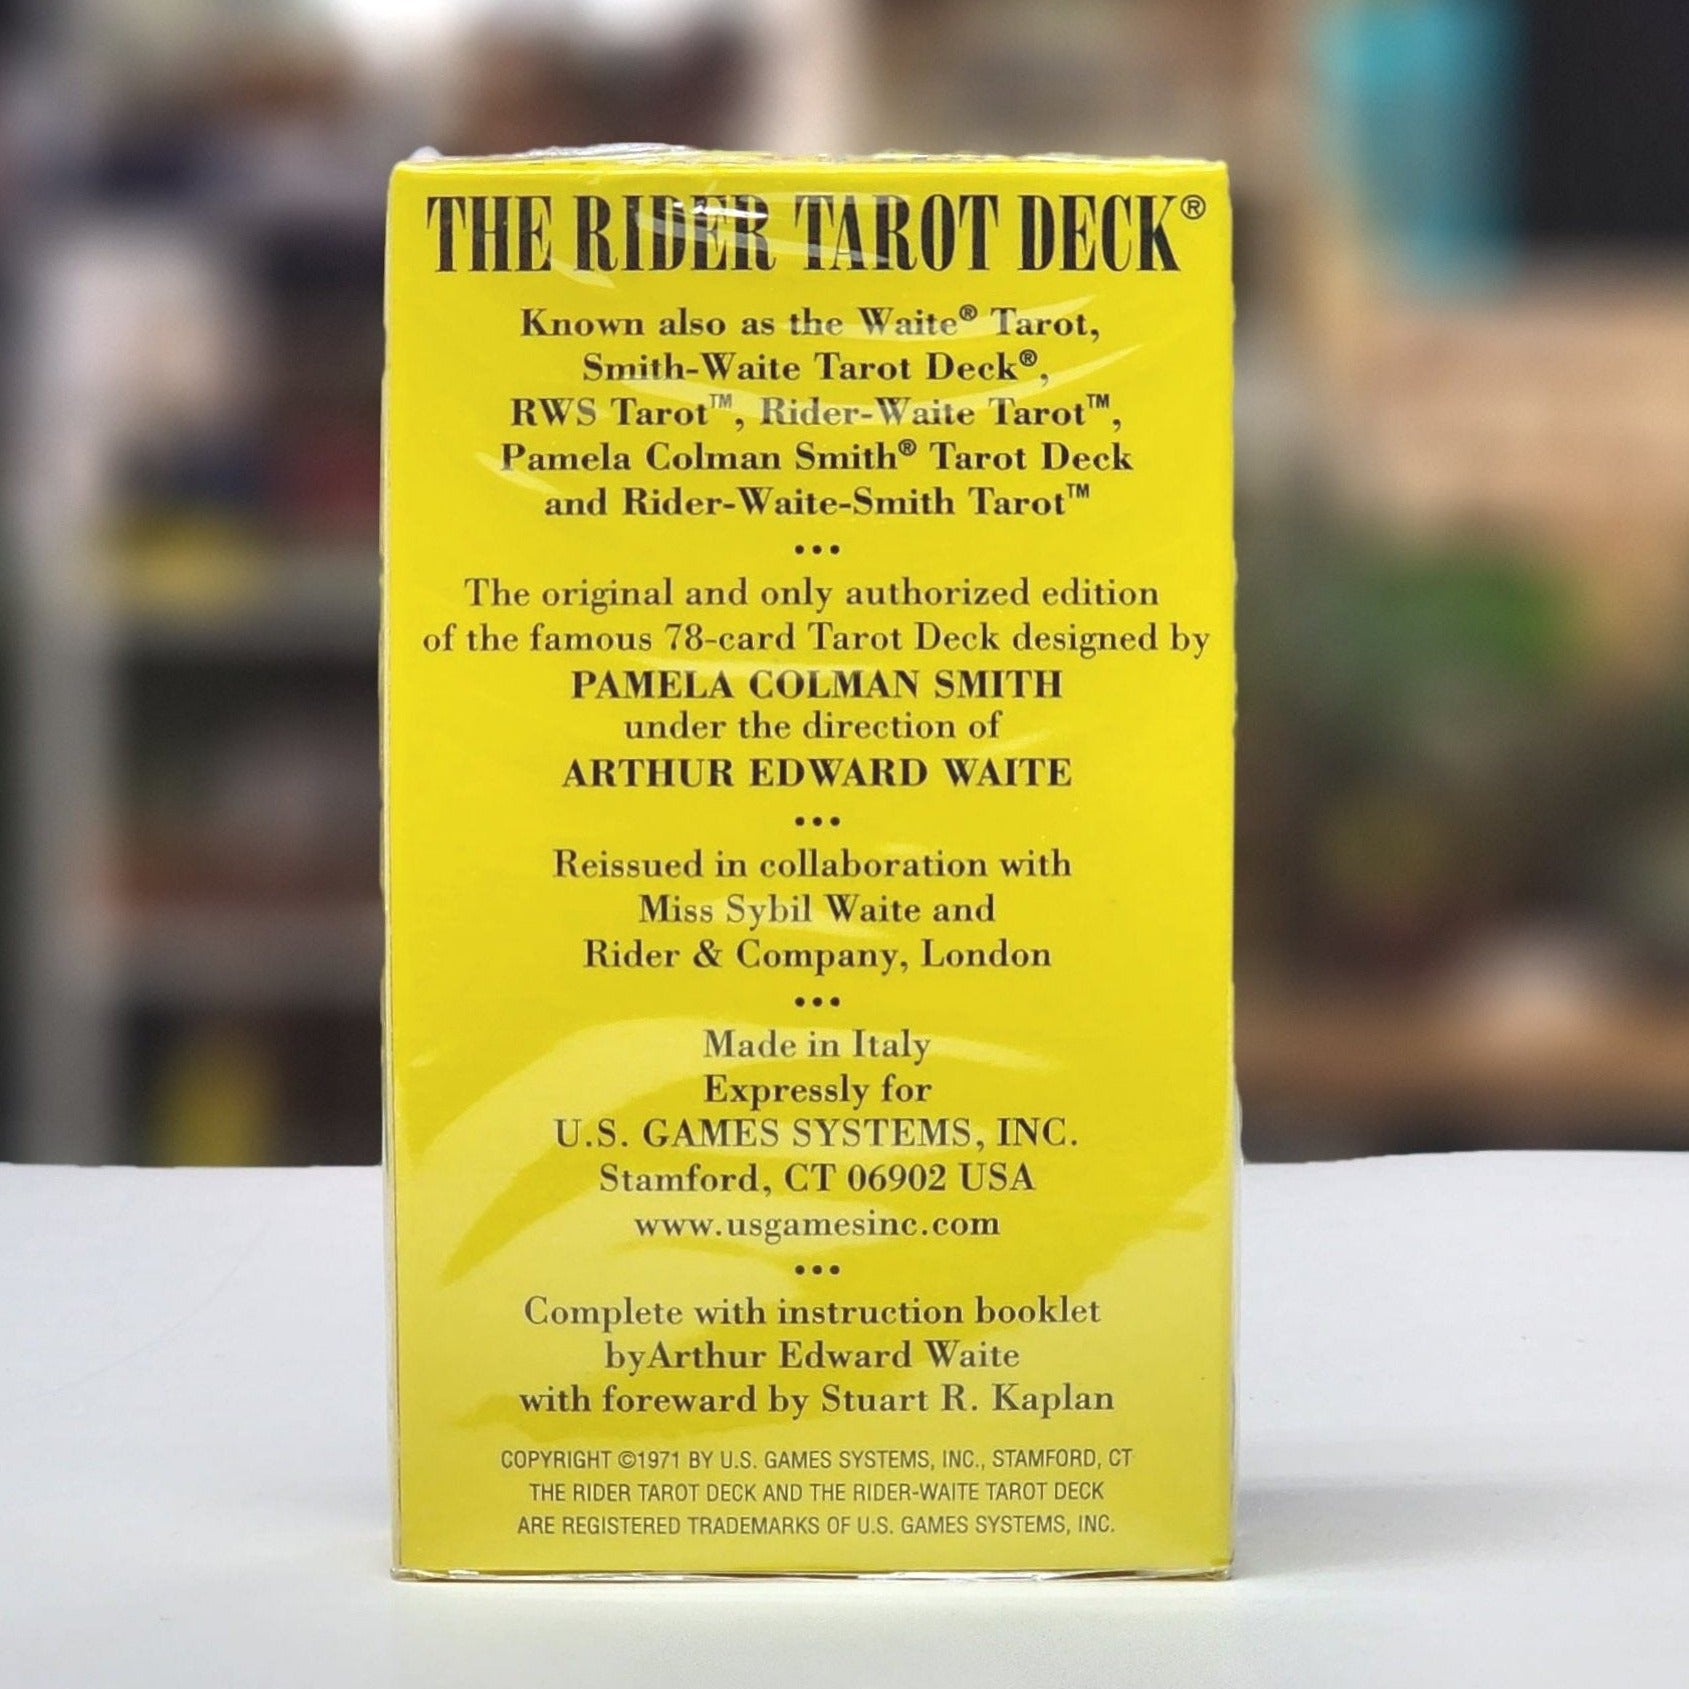 THE RIDER TAROT DECK®
Known also as the Waite® Tarot,
Smith-Waite Tarot Deck®,
RWS Tarot™, Rider-Waite Tarot™,
Pamela Colman Smith® Tarot Deck
and Rider-Waite-Smith Tarot™
•••
The original and only authorized edition
of the famous 78-card Tarot Deck designed by
PAMELA COLMAN SMITH
under the direction of
ARTHUR EDWARD WAITE
•••
Reissued in collaboration with
Miss Sybil Waite and
Rider & Company, London
•••
Made in Italy
Expressly for
U.S. GAMES SYSTEMS, INC.
Stamford, CT 06902 USA
www.usgamesinc.com
•••
Complete with instruction booklet
byArthur Edward Waite
with foreward by Stuart R. Kaplan
COPYRIGHT ©1971 BY U.S. GAMES SYSTEMS, INC., STAMFORD, CT
THE RIDER TAROT DECK AND THE RIDER-WAITE TAROT DECK
ARE REGISTERED TRADEMARKS OF U.S. GAMES SYSTEMS, INC.